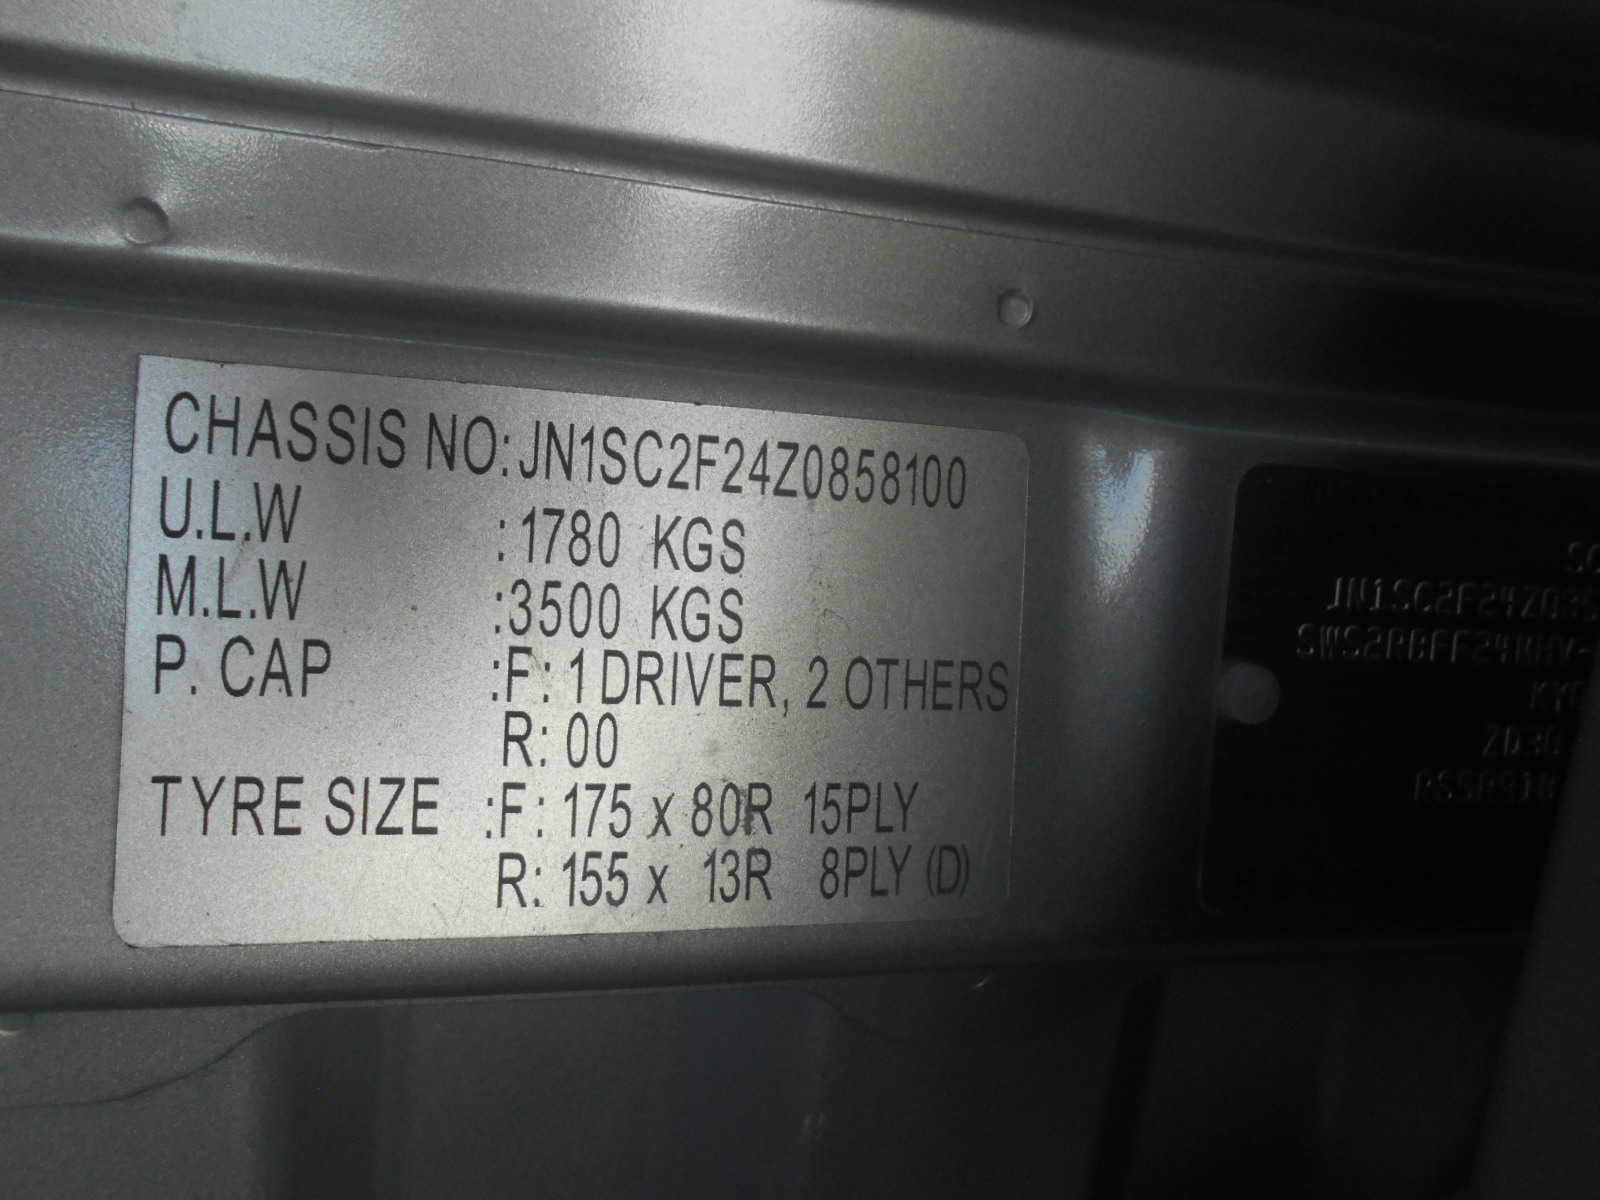 CHASSIS NO: JN1SC2F24Z0858100
U.L.W : 1780 KGS
M.L.W : 3500 KGS
P. CAP : F: 1 DRIVER, 2 OTHERS
R: 00
TYRE SIZE : F: 175 x 80R 15PLY
R: 155 x 13R 8PLY (D)
ZD30